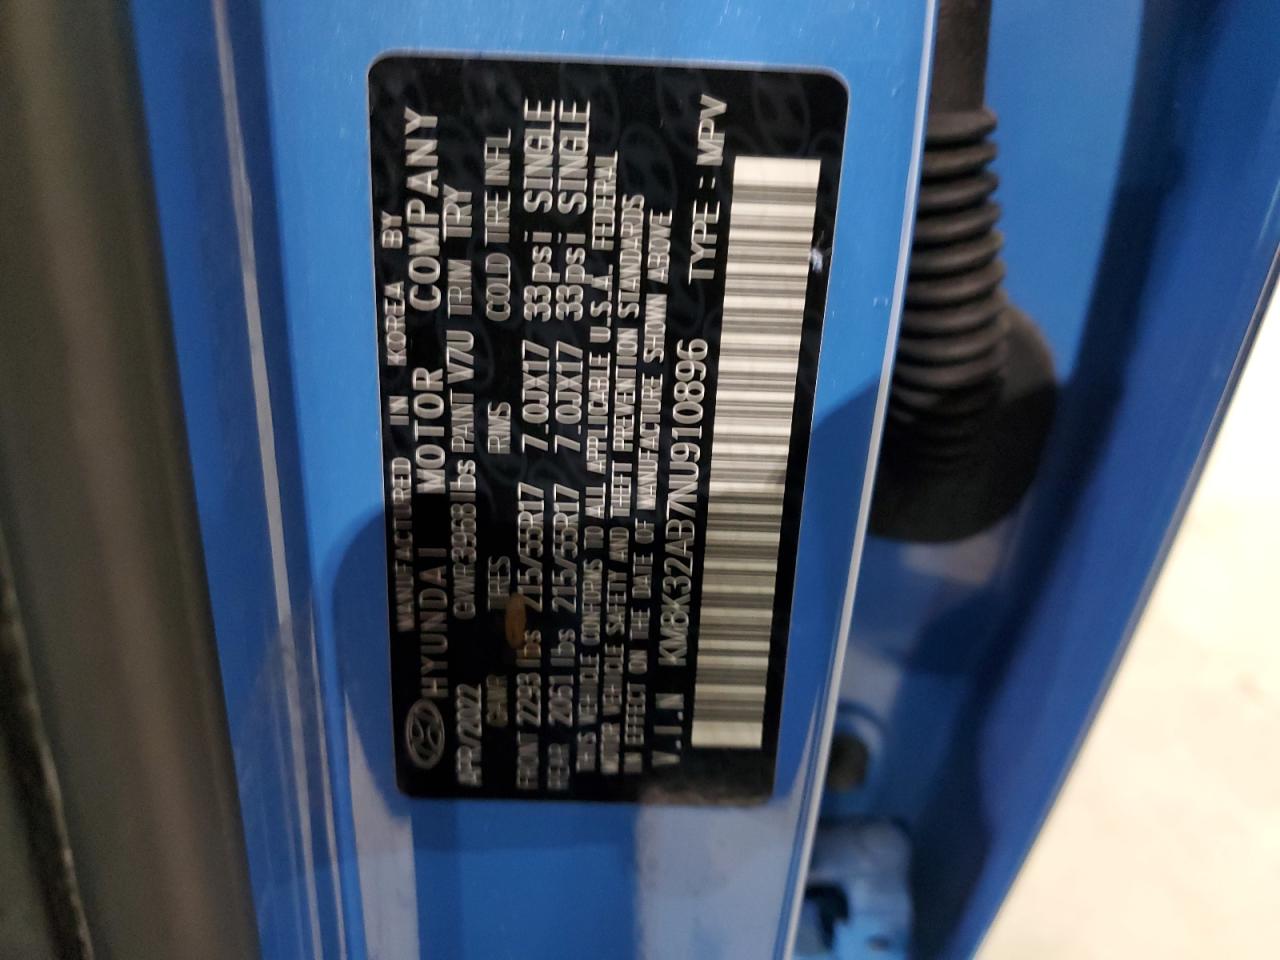 MANUFACTURED IN KOREA BY
HYUNDAI MOTOR COMPANY
APR/2022 GVWR 3968 lbs PAINT V7U TRIM TRY
GAWR TIRES RIMS COLD TIRE INFL
FRONT 2293 lbs 215/55R17 7.0JX17 33psi SINGLE
REAR 2051 lbs 215/55R17 7.0JX17 33psi SINGLE
THIS VEHICLE CONFORMS TO ALL APPLICABLE U.S.A. FEDERAL
MOTOR VEHICLE SAFETY AND THEFT PREVENTION STANDARDS
IN EFFECT ON THE DATE OF MANUFACTURE SHOWN ABOVE
V.I.N KM8K32AB7NU910896 TYPE : MPV